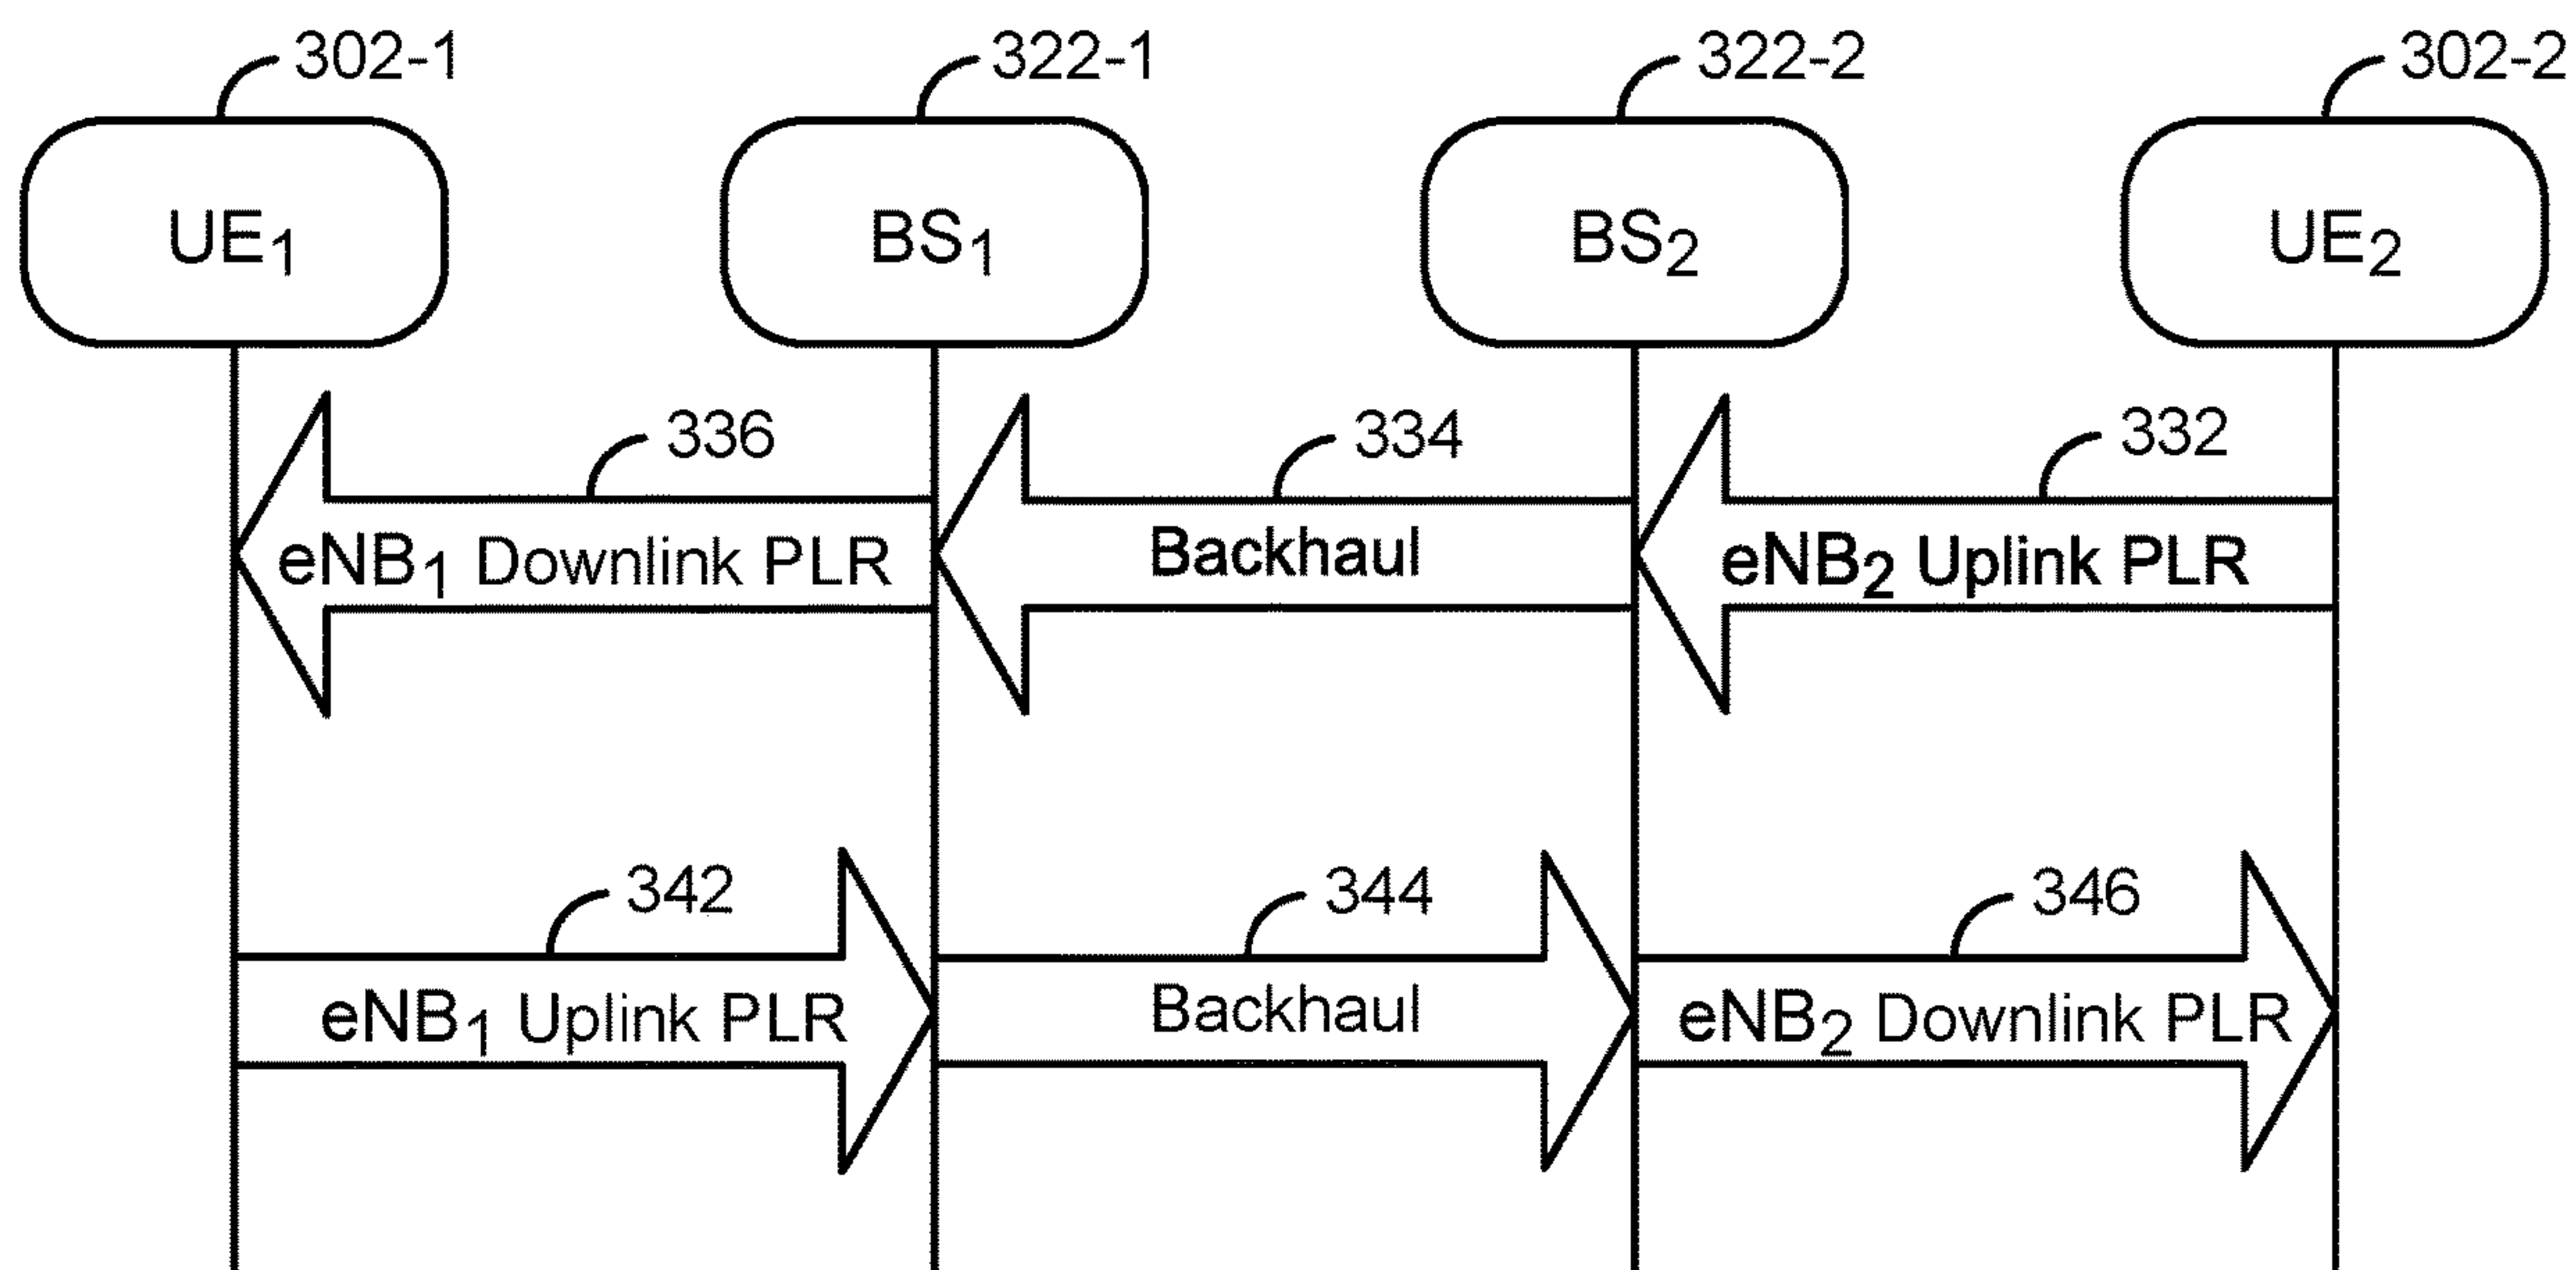 302-1 322-1 322-2 302-2
UE1 BS1 BS2 UE2
336 334 332
eNB1 Downlink PLR Backhaul eNB2 Uplink PLR
342 344 346
eNB1 Uplink PLR Backhaul eNB2 Downlink PLR